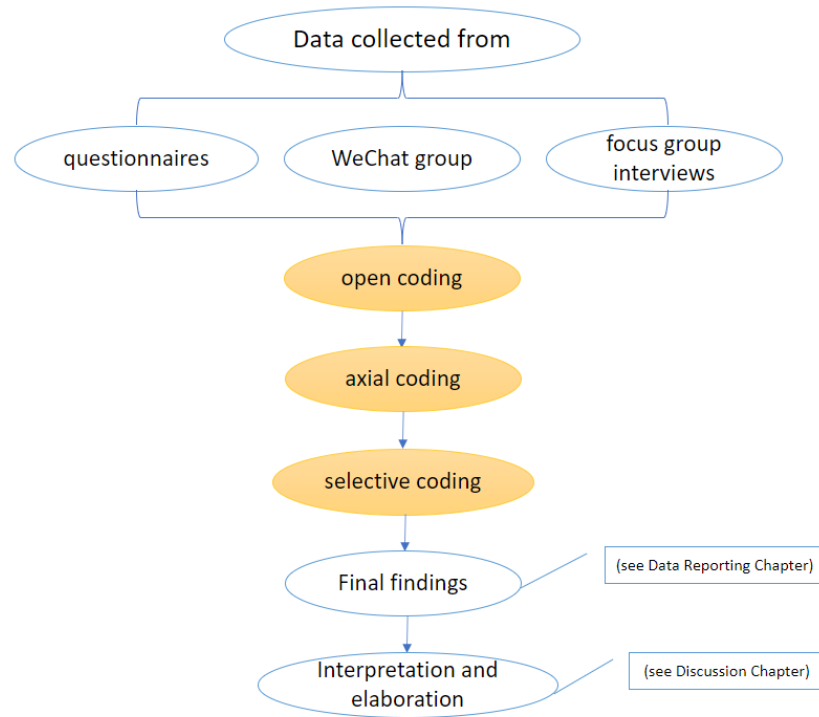 Data collected from
questionnaires
WeChat group
focus group
interviews
open coding
axial coding
selective coding
Final findings
(see Data Reporting Chapter)
Interpretation and
elaboration
(see Discussion Chapter)